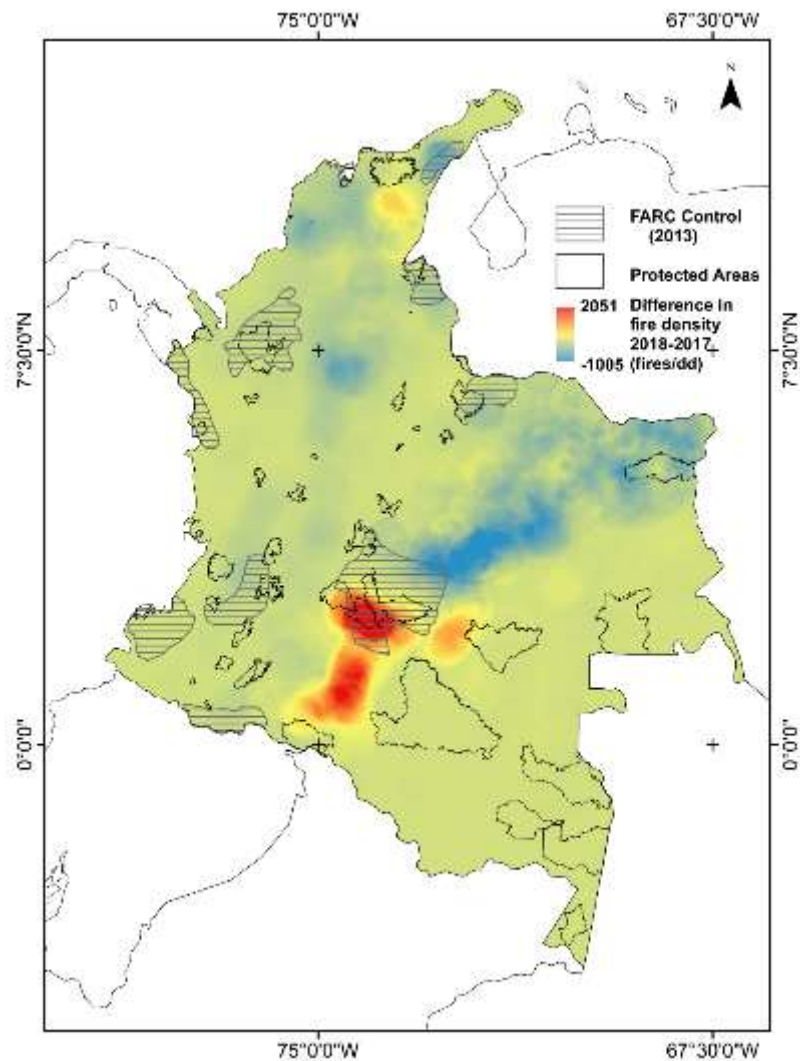 75°0'0"W 67°30'0"W
N
FARC Control
(2013)
Protected Areas
2051 Difference in
fire density
7°30'0"N 2018-2017 7°30'0"N
-1005 (fires/dd)
0°0'0" 0°0'0"
75°0'0"W 67°30'0"W